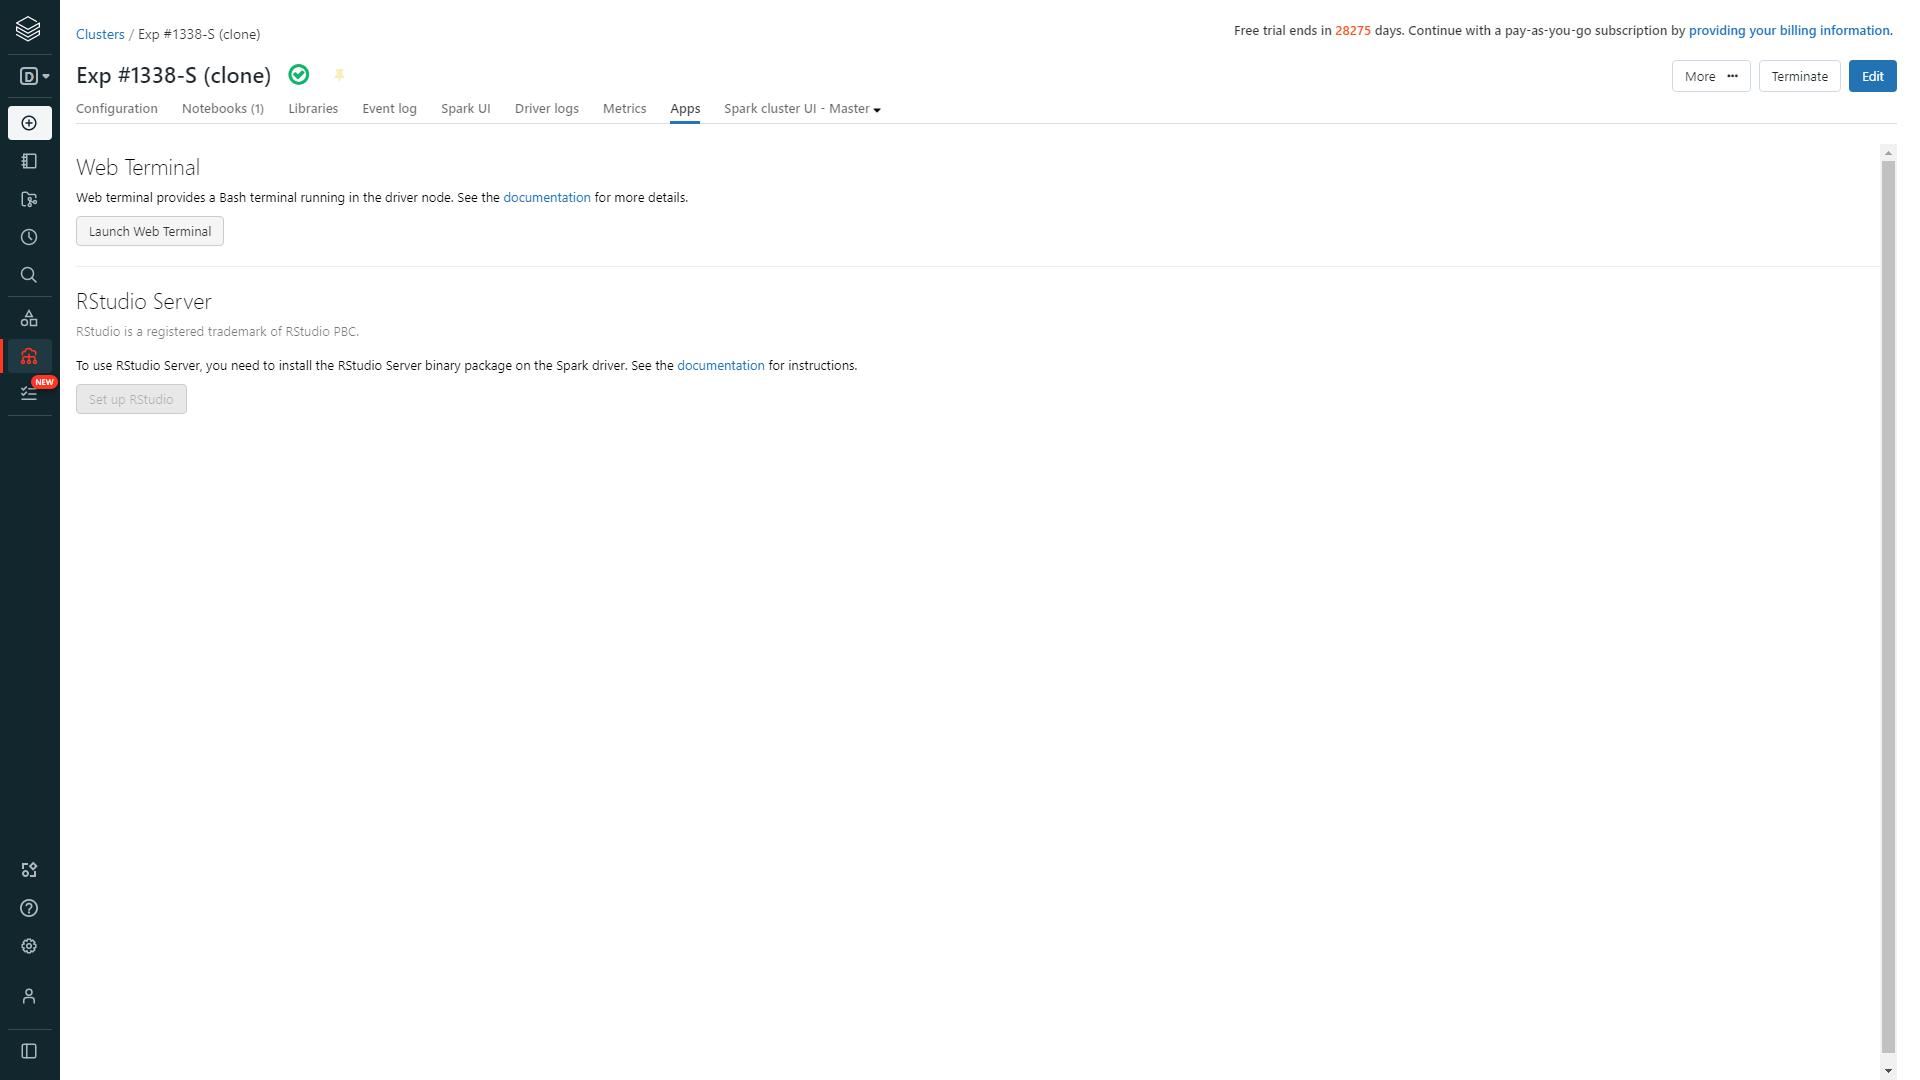 Clusters / Exp #1338-S (clone)
Free trial ends in 28275 days. Continue with a pay-as-you-go subscription by providing your billing information.
D
Exp #1338-S (clone)
More ••• Terminate Edit
Configuration Notebooks (1) Libraries Event log Spark UI Driver logs Metrics Apps Spark cluster UI - Master
Web Terminal
Web terminal provides a Bash terminal running in the driver node. See the documentation for more details.
Launch Web Terminal
RStudio Server
RStudio is a registered trademark of RStudio PBC.
To use RStudio Server, you need to install the RStudio Server binary package on the Spark driver. See the documentation for instructions.
NEW
Set up RStudio